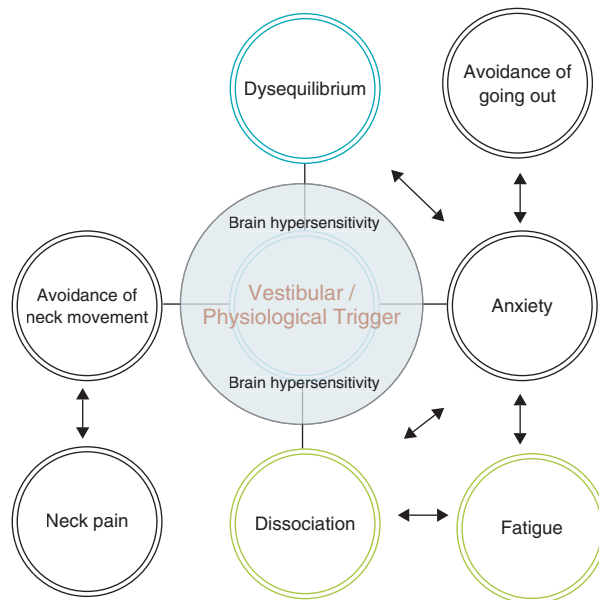 Dysequilibrium
Avoidance of
going out
Brain hypersensitivity
Avoidance of
neck movement
Vestibular /
Physiological Trigger
Anxiety
Brain hypersensitivity
Neck pain
Dissociation
Fatigue